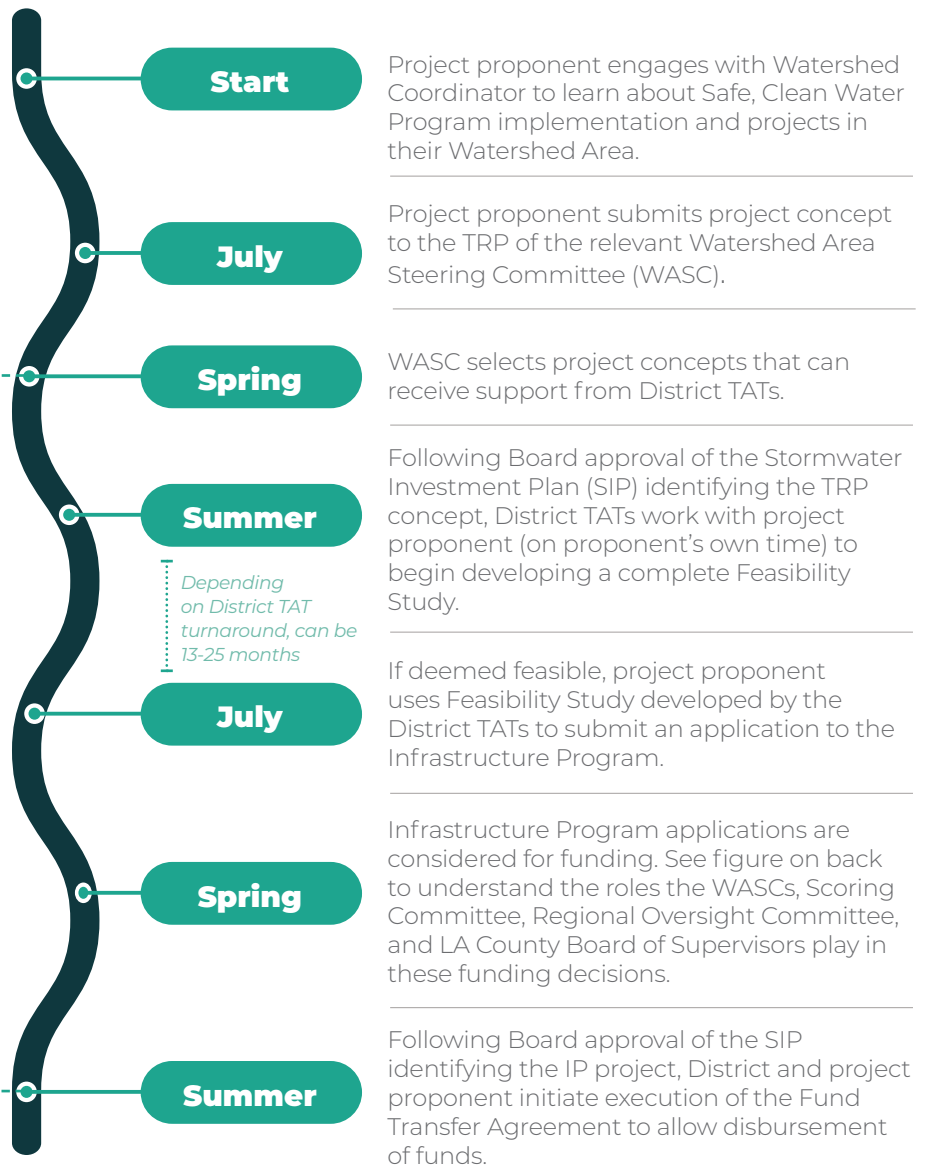 Start
Project proponent engages with Watershed
Coordinator to learn about Safe, Clean Water
Program implementation and projects in
their Watershed Area.
July
Project proponent submits project concept
to the TRP of the relevant Watershed Area
Steering Committee (WASC).
Spring
WASC selects project concepts that can
receive support from District TATs.
Summer
Following Board approval of the Stormwater
Investment Plan (SIP) identifying the TRP
concept, District TATs work with project
proponent (on proponent’s own time) to
begin developing a complete Feasibility
Study.
Depending
on District TAT
turnaround, can be
13-25 months
July
If deemed feasible, project proponent
uses Feasibility Study developed by the
District TATs to submit an application to the
Infrastructure Program.
Spring
Infrastructure Program applications are
considered for funding. See figure on back
to understand the roles the WASCs, Scoring
Committee, Regional Oversight Committee,
and LA County Board of Supervisors play in
these funding decisions.
Summer
Following Board approval of the SIP
identifying the IP project, District and project
proponent initiate execution of the Fund
Transfer Agreement to allow disbursement
of funds.